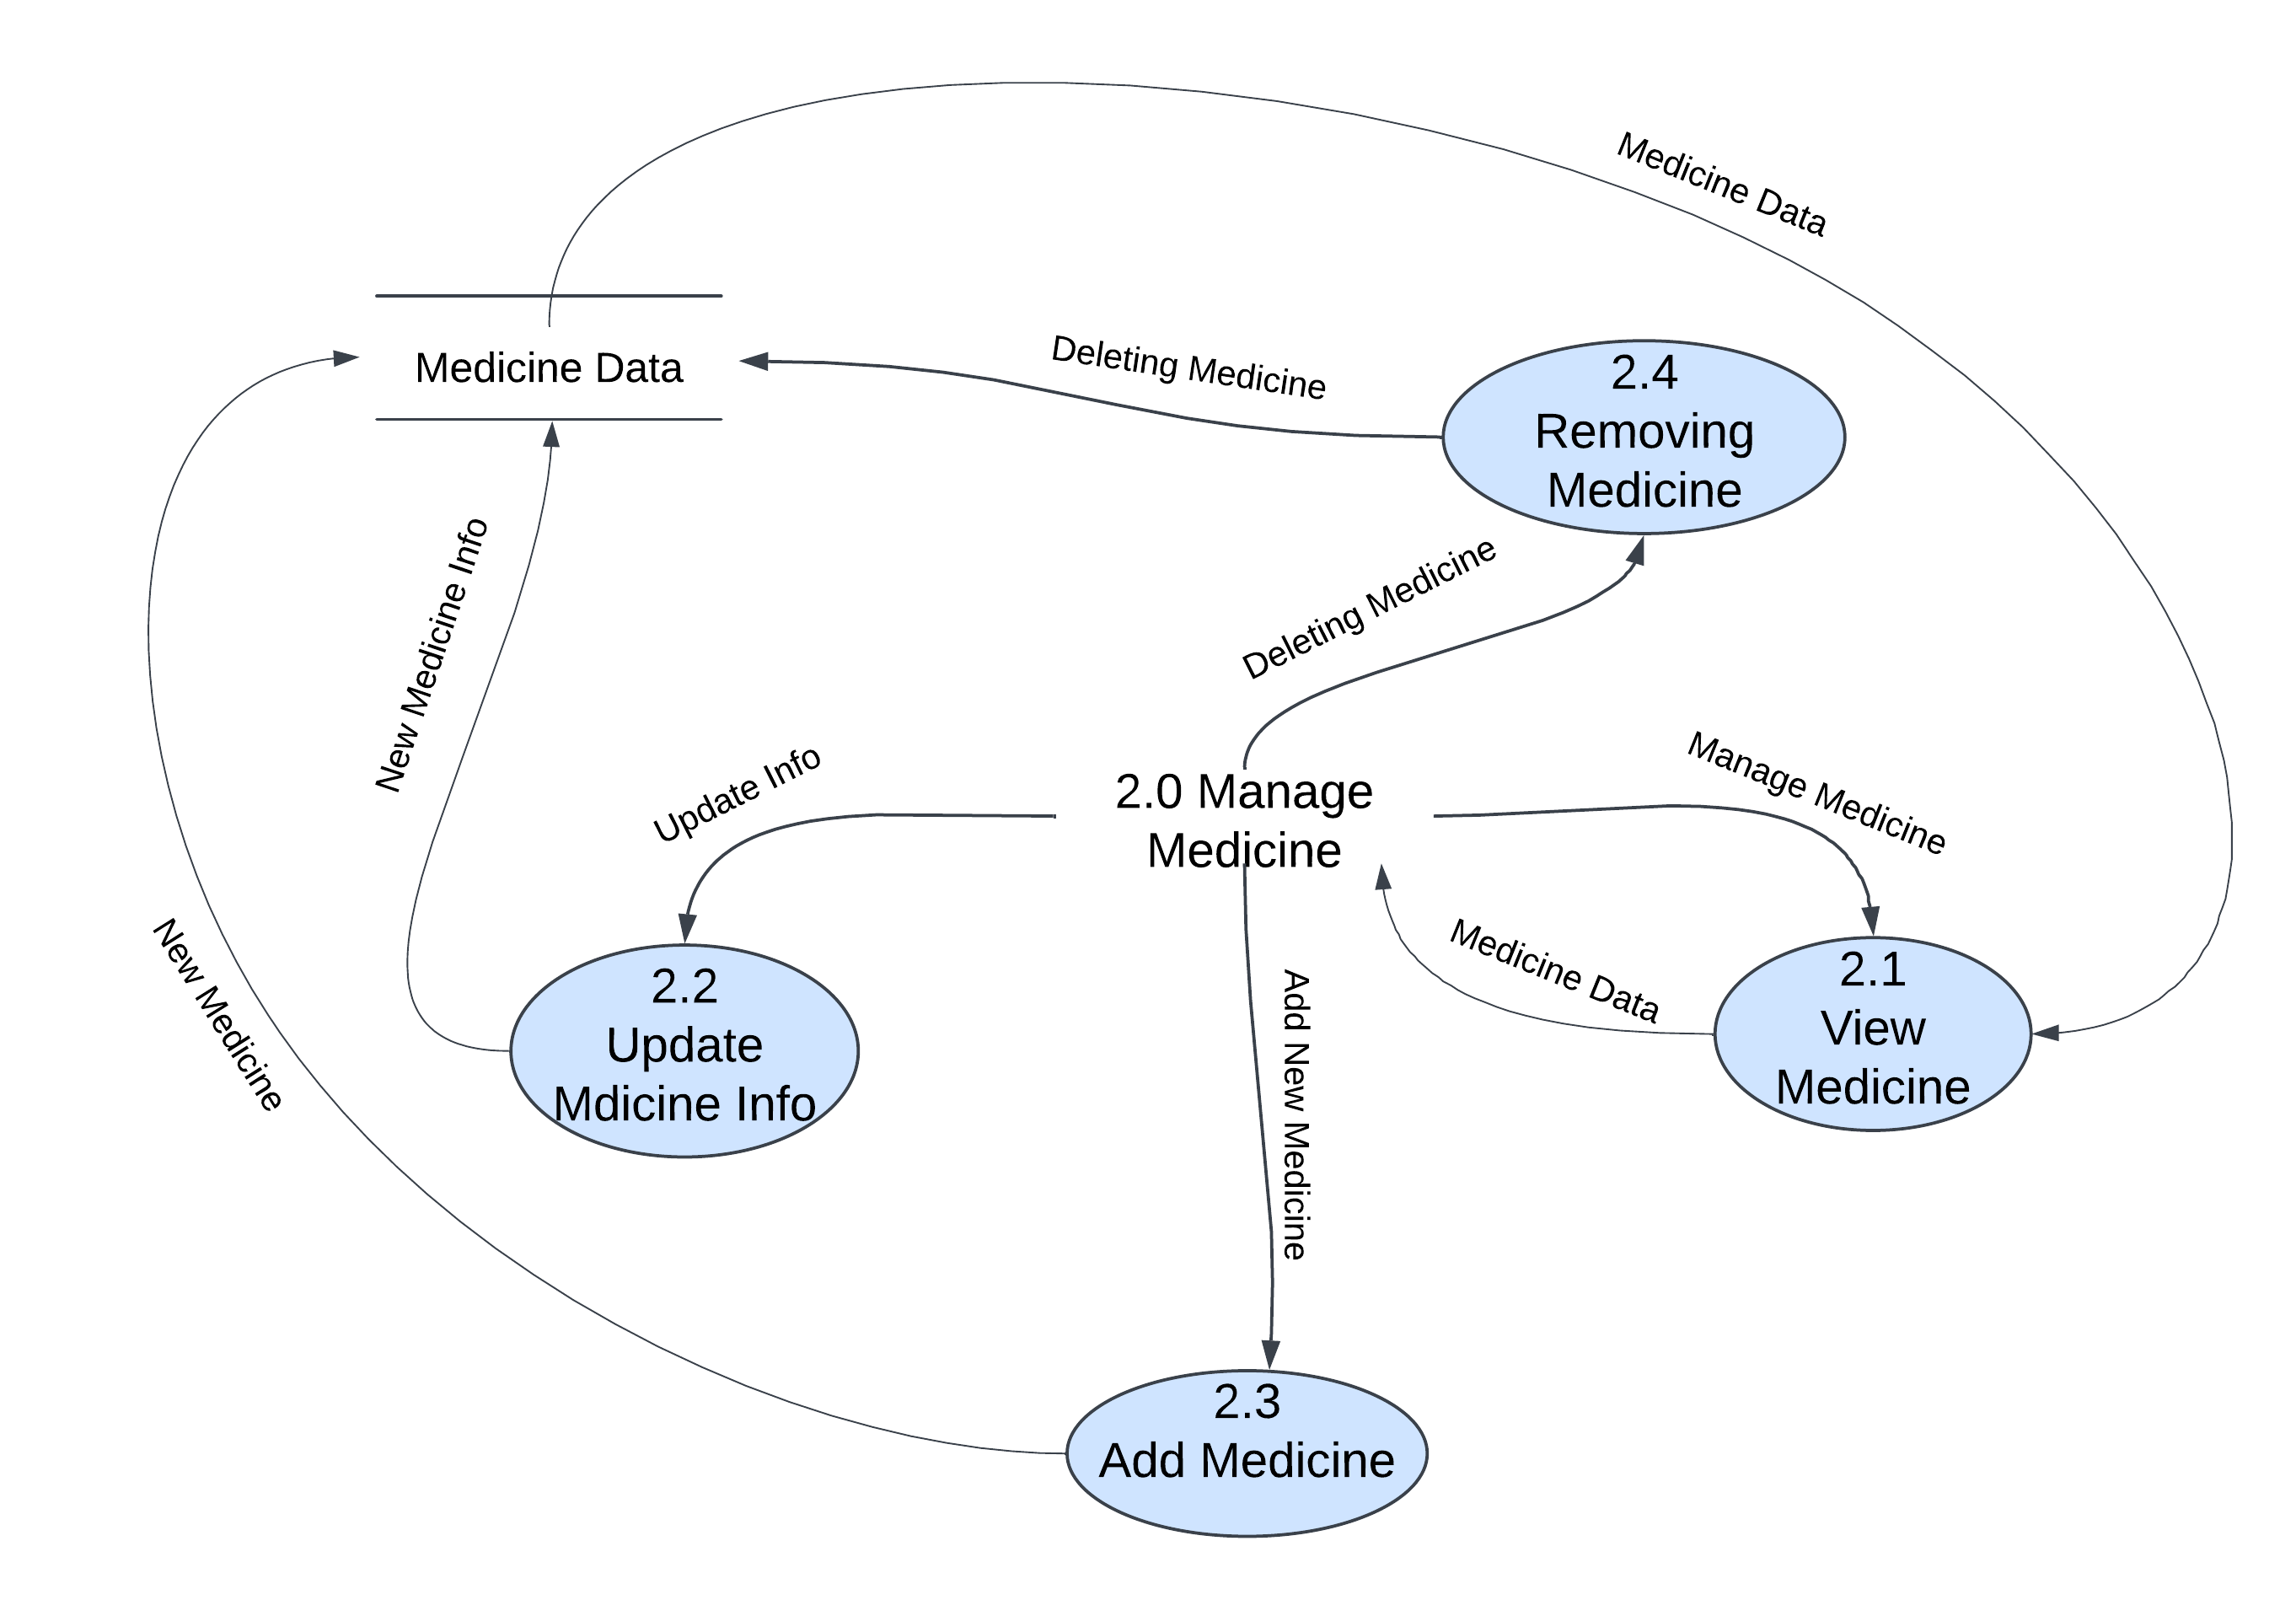 Medicine Data
Medicine Data
Deleting Medicine
2.4
Removing
Medicine
New Medicine Info
Deleting Medicine
Update Info
2.0 Manage
Medicine
Manage Medicine
New Medicine
2.2
Update
Mdicine Info
Add New Medicine
Medicine Data
2.1
View
Medicine
2.3
Add Medicine